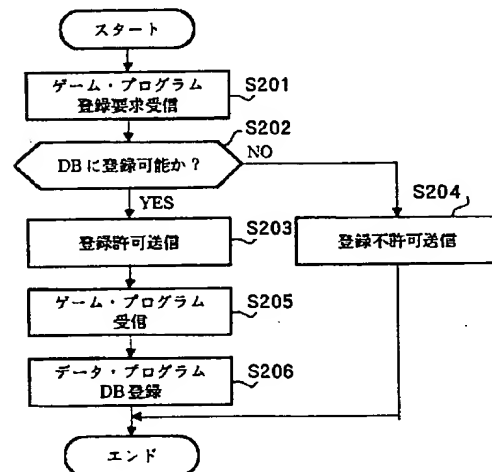 スタート
ゲーム・プログラム
登録要求受信
S201
S202
DBに登録可能か？
NO
YES
S204
登録許可送信
S203
登録不許可送信
ゲーム・プログラム
受信
S205
データ・プログラム
DB登録
S206
エンド